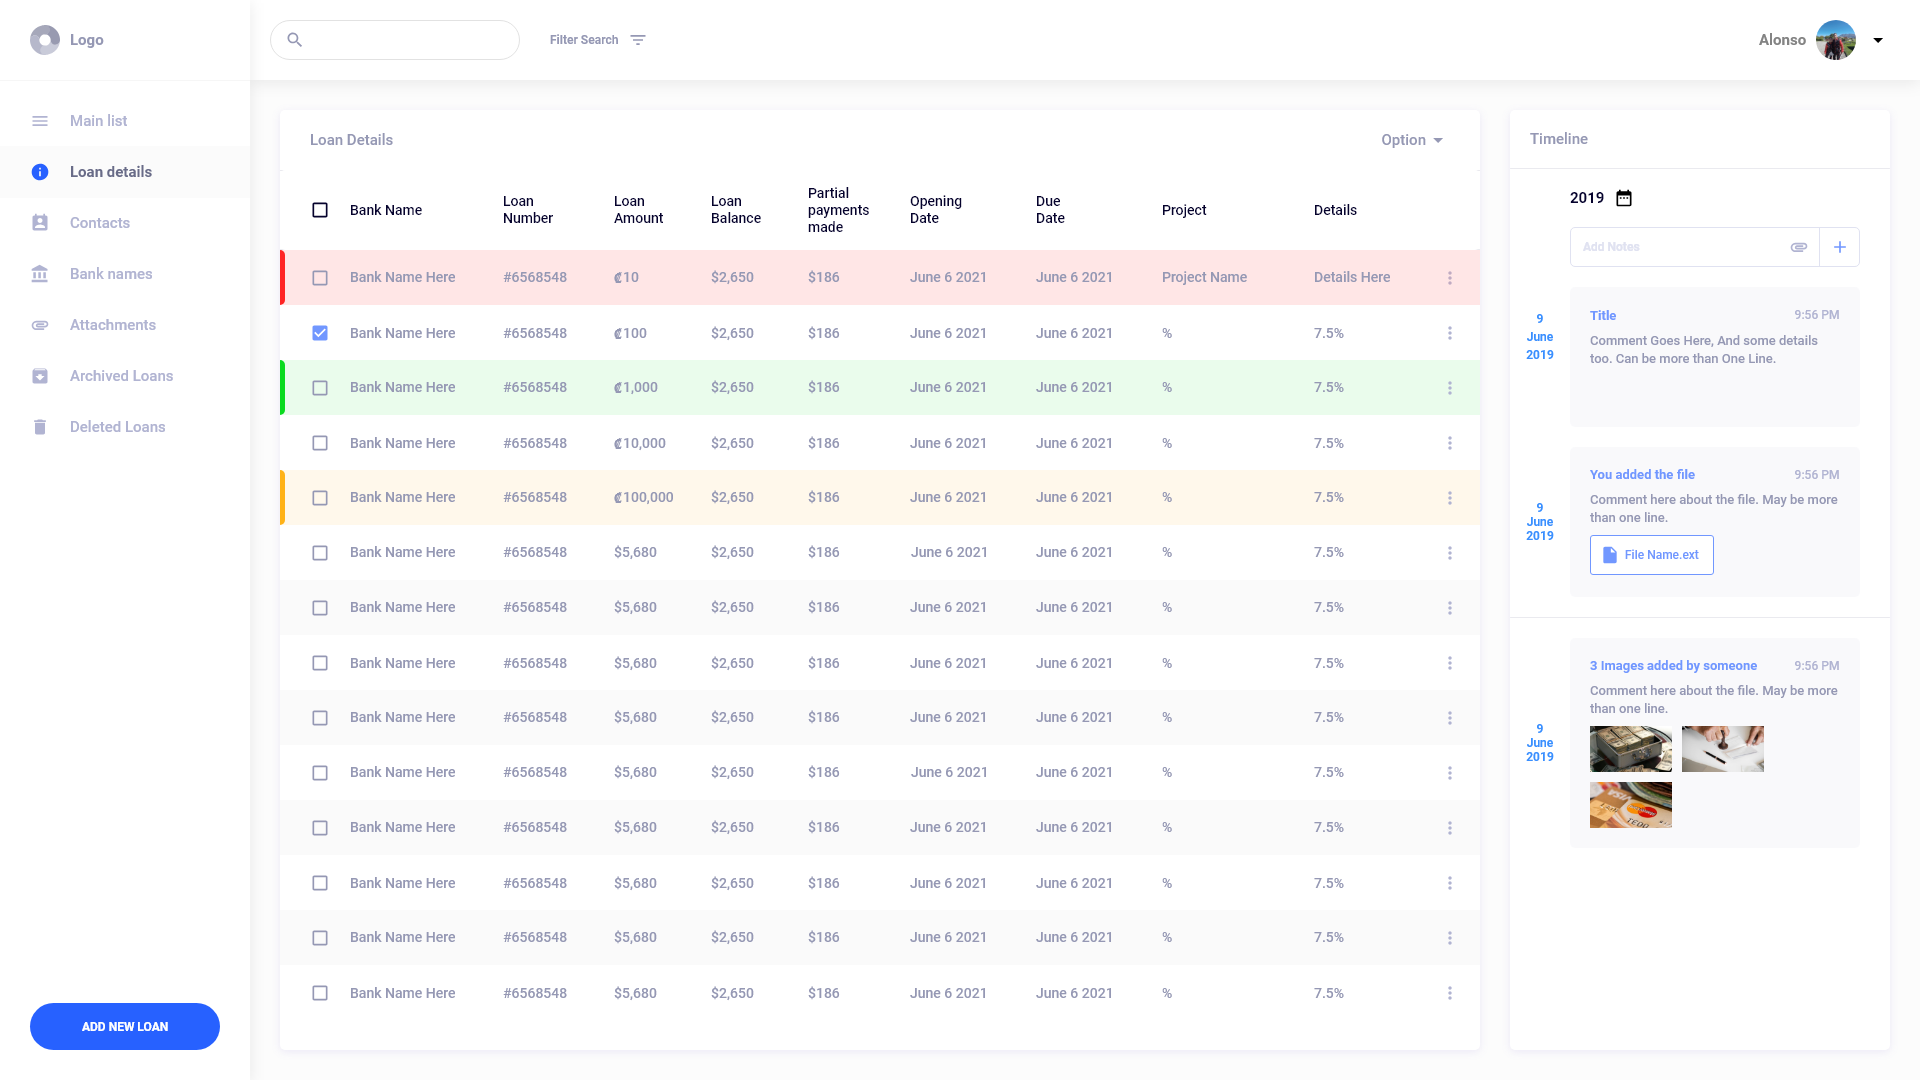 Logo
Filter Search
Alonso
Main list
Loan details
Contacts
Bank names
Attachments
Archived Loans
Deleted Loans
ADD NEW LOAN
Loan Details
Option
Bank Name
Loan Number
Loan Amount
Loan Balance
Partial payments made
Opening Date
Due Date
Project
Details
Bank Name Here #6568548 ₡10 $2,650 $186 June 6 2021 June 6 2021 Project Name Details Here
Bank Name Here #6568548 ₡100 $2,650 $186 June 6 2021 June 6 2021 % 7.5%
Bank Name Here #6568548 ₡1,000 $2,650 $186 June 6 2021 June 6 2021 % 7.5%
Bank Name Here #6568548 ₡10,000 $2,650 $186 June 6 2021 June 6 2021 % 7.5%
Bank Name Here #6568548 ₡100,000 $2,650 $186 June 6 2021 June 6 2021 % 7.5%
Bank Name Here #6568548 $5,680 $2,650 $186 June 6 2021 June 6 2021 % 7.5%
Bank Name Here #6568548 $5,680 $2,650 $186 June 6 2021 June 6 2021 % 7.5%
Bank Name Here #6568548 $5,680 $2,650 $186 June 6 2021 June 6 2021 % 7.5%
Bank Name Here #6568548 $5,680 $2,650 $186 June 6 2021 June 6 2021 % 7.5%
Bank Name Here #6568548 $5,680 $2,650 $186 June 6 2021 June 6 2021 % 7.5%
Bank Name Here #6568548 $5,680 $2,650 $186 June 6 2021 June 6 2021 % 7.5%
Bank Name Here #6568548 $5,680 $2,650 $186 June 6 2021 June 6 2021 % 7.5%
Bank Name Here #6568548 $5,680 $2,650 $186 June 6 2021 June 6 2021 % 7.5%
Bank Name Here #6568548 $5,680 $2,650 $186 June 6 2021 June 6 2021 % 7.5%
Timeline
2019
Add Notes
9
June
2019
Title 9:56 PM
Comment Goes Here, And some details
too. Can be more than One Line.
9
June
2019
You added the file 9:56 PM
Comment here about the file. May be more
than one line.
File Name.ext
9
June
2019
3 Images added by someone 9:56 PM
Comment here about the file. May be more
than one line.
VISA